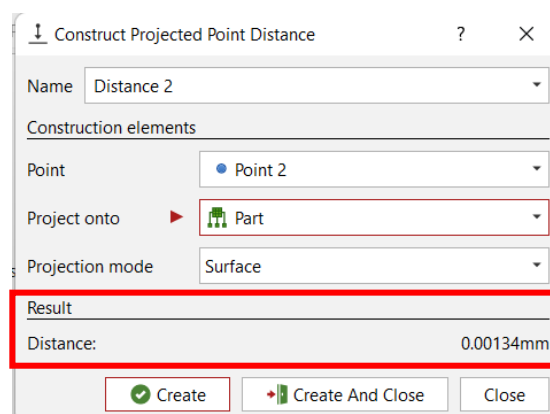 Construct Projected Point Distance ?
Name Distance 2
Construction elements
Point Point 2
Project onto Part
Projection mode Surface
Result
Distance: 0.00134mm
Create Create And Close Close